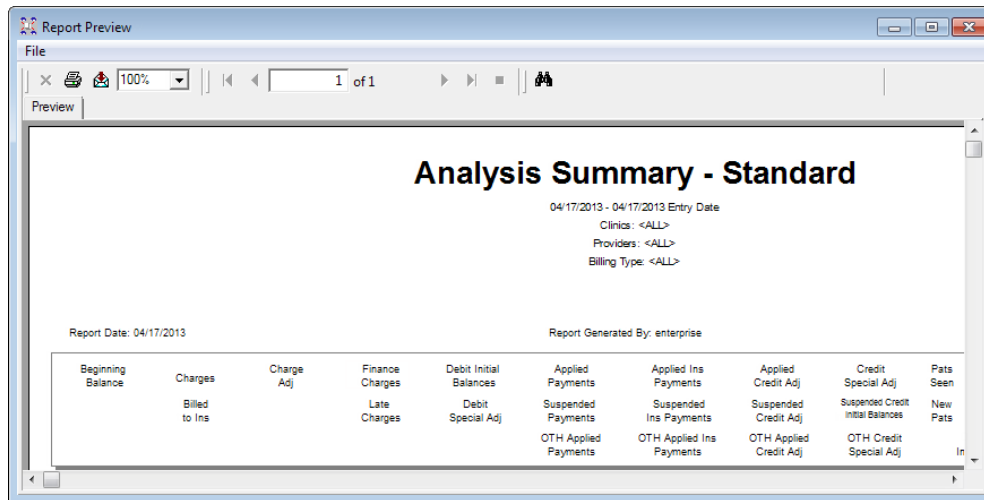 Report Preview
File
100%
1 of 1
Preview
Analysis Summary - Standard
04/17/2013 - 04/17/2013 Entry Date
Clinics: <ALL>
Providers: <ALL>
Billing Type: <ALL>
Report Date: 04/17/2013 Report Generated By: enterprise
Beginning Charge Finance Debit Initial Applied Applied Ins Applied Credit Pats
Balance Charges Adj Charges Balances Payments Payments Credit Adj Special Adj Seen
Billed Late Debit Suspended Suspended Suspended Suspended Credit New
to Ins Charges Special Adj Payments Ins Payments Credit Adj Initial Balances Pats
OTH Applied OTH Applied Ins OTH Applied OTH Credit
Payments Payments Credit Adj Special Adj